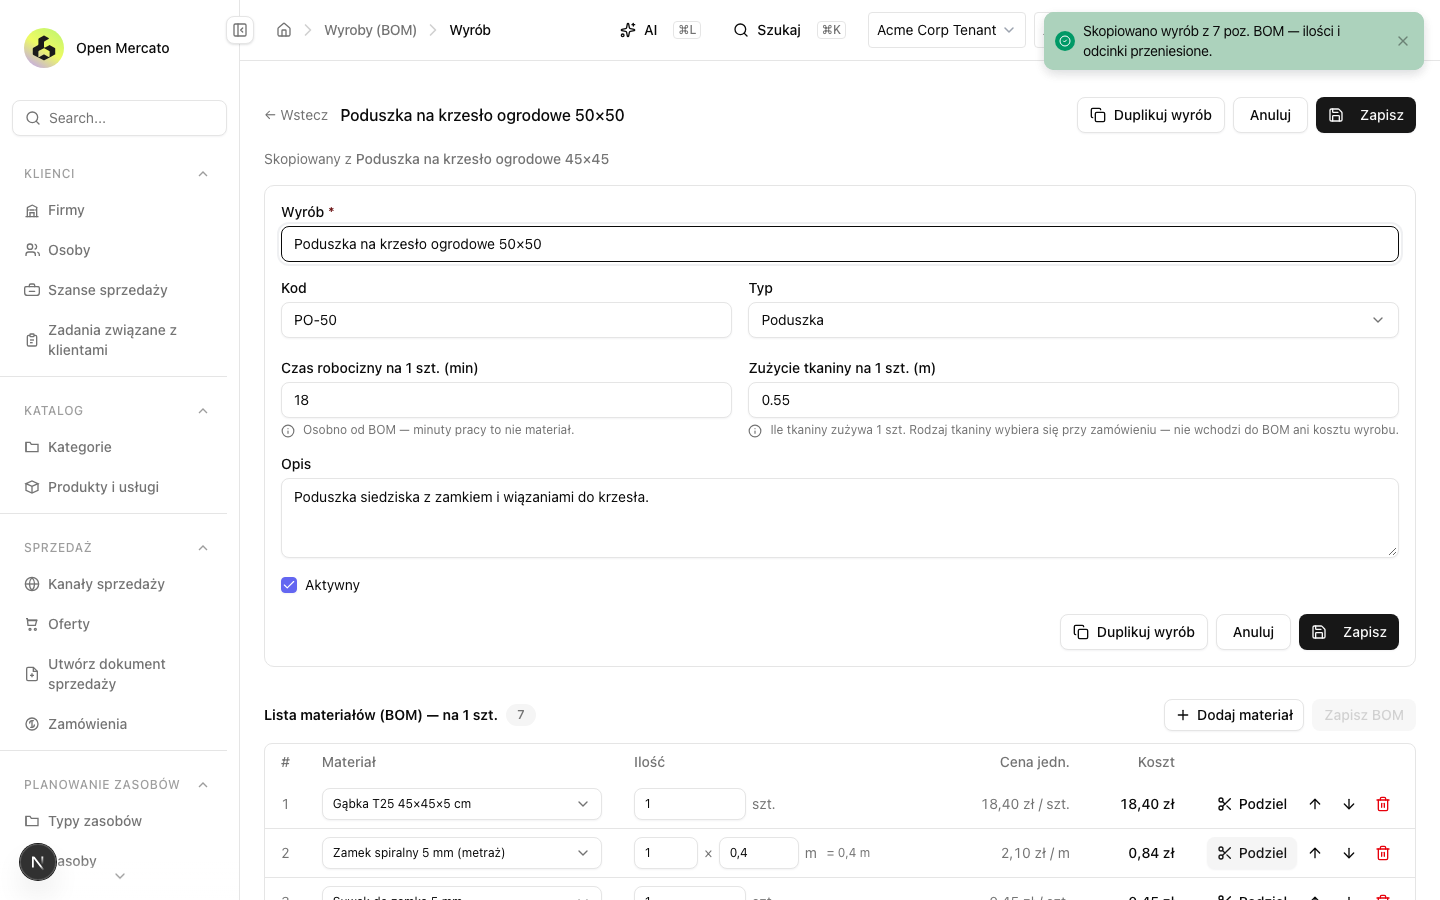 Open Mercato
Search...
KLIENCI
Firmy
Osoby
Szanse sprzedaży
Zadania związane z
klientami
KATALOG
Kategorie
Produkty i usługi
SPRZEDAŻ
Kanały sprzedaży
Oferty
Utwórz dokument
sprzedaży
Zamówienia
PLANOWANIE ZASOBÓW
Typy zasobów
asoby
N
Wyroby (BOM)
Wyrób
AI
⌘L
Szukaj
⌘K
Acme Corp Tenant
Skopiowano wyrób z 7 poz. BOM — ilości i
odcinki przeniesione.
← Wstecz
Poduszka na krzesło ogrodowe 50×50
Duplikuj wyrób
Anuluj
Zapisz
Skopiowany z Poduszka na krzesło ogrodowe 45×45
Wyrób *
Poduszka na krzesło ogrodowe 50×50
Kod
Typ
PO-50
Poduszka
Czas robocizny na 1 szt. (min)
Zużycie tkaniny na 1 szt. (m)
18
0.55
Osobno od BOM — minuty pracy to nie materiał.
Ile tkaniny zużywa 1 szt. Rodzaj tkaniny wybiera się przy zamówieniu — nie wchodzi do BOM ani kosztu wyrobu.
Opis
Poduszka siedziska z zamkiem i wiązaniami do krzesła.
Aktywny
Duplikuj wyrób
Anuluj
Zapisz
Lista materiałów (BOM) — na 1 szt.
7
Dodaj materiał
Zapisz BOM
# Materiał Ilość Cena jedn. Koszt
1 Gąbka T25 45×45×5 cm 1 szt. 18,40 zł / szt. 18,40 zł Podziel
2 Zamek spiralny 5 mm (metraż) 1 × 0,4 m = 0,4 m 2,10 zł / m 0,84 zł Podziel